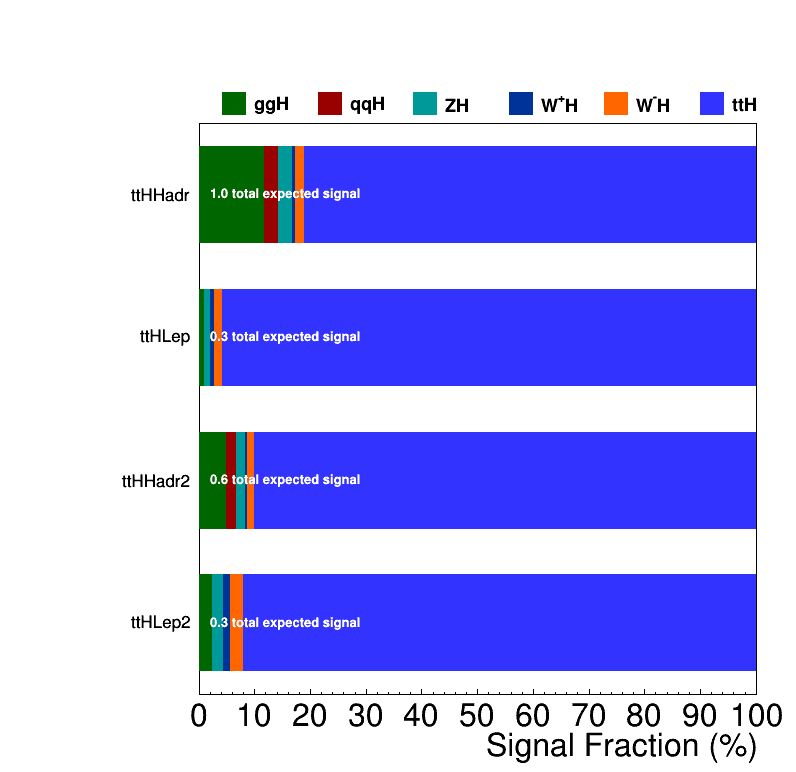 ggH qqH ZH W⁺H W⁻H ttH
ttHHadr 1.0 total expected signal
ttHLep 0.3 total expected signal
ttHHadr2 0.6 total expected signal
ttHLep2 0.3 total expected signal
0 10 20 30 40 50 60 70 80 90 100
Signal Fraction (%)